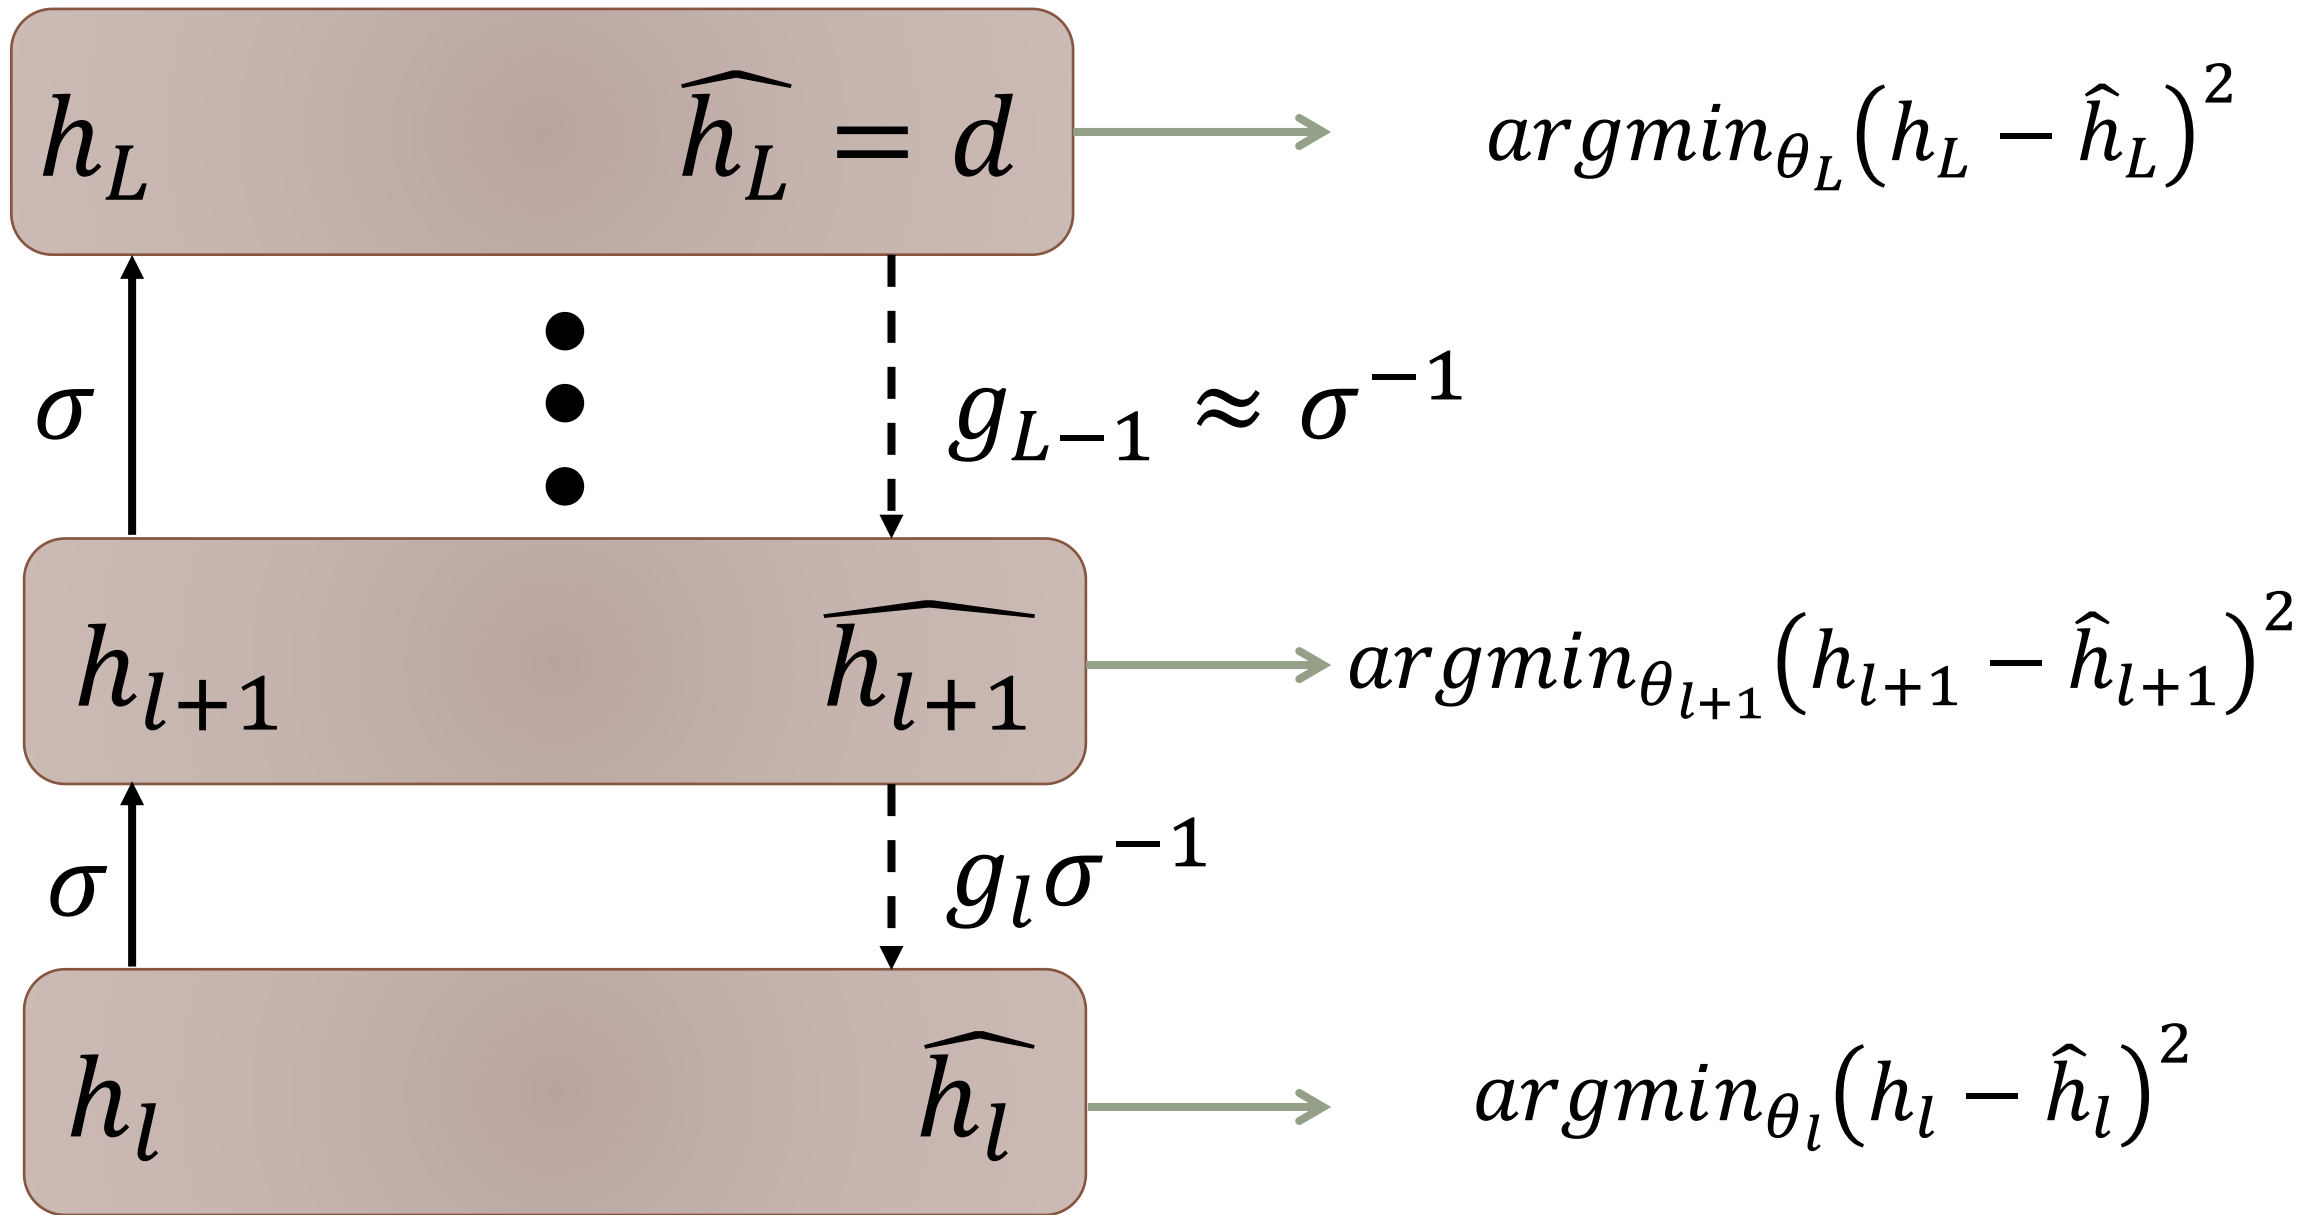 h_L   \widehat{h_L} = d   argmin_{θ_L}(h_L − ĥ_L)^2
σ   g_{L−1} ≈ σ^{−1}
h_{l+1}   \widehat{h_{l+1}}   argmin_{θ_{l+1}}(h_{l+1} − ĥ_{l+1})^2
σ   g_l σ^{−1}
h_l   \widehat{h_l}   argmin_{θ_l}(h_l − ĥ_l)^2